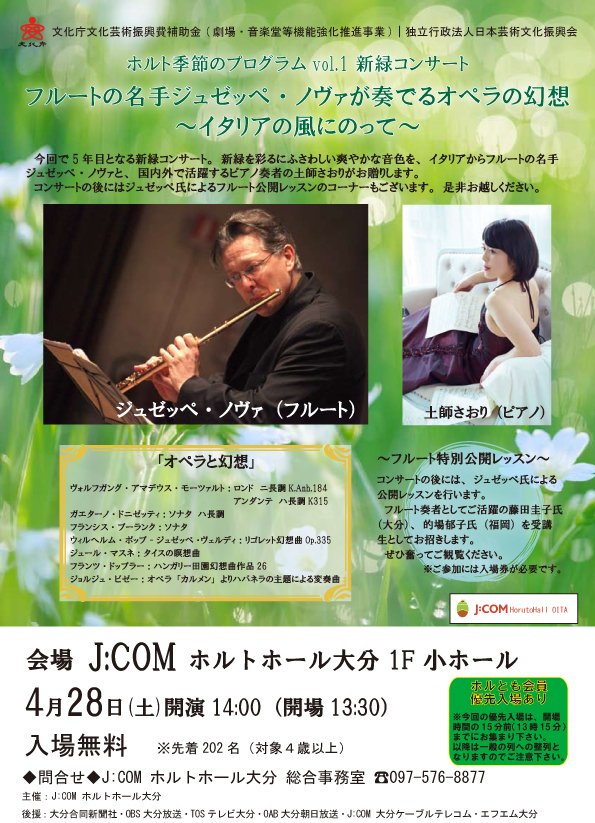 文化庁
文化庁文化芸術振興費補助金(劇場・音楽堂等機能強化推進事業)|独立行政法人日本芸術文化振興会
ホルト季節のプログラム vol.1 新緑コンサート
フルートの名手ジュゼッペ・ノヴァが奏でるオペラの幻想
～イタリアの風にのって～
今回で5年目となる新緑コンサート。新緑を彩るにふさわしい爽やかな音色を、イタリアからフルートの名手
ジュゼッペ・ノヴァと、国内外で活躍するピアノ奏者の土師さおりがお贈りします。
コンサートの後にはジュゼッペ氏によるフルート公開レッスンのコーナーもございます。是非お越しください。
ジュゼッペ・ノヴァ(フルート)
土師さおり(ピアノ)
「オペラと幻想」
ヴォルフガング・アマデウス・モーツァルト:ロンド ニ長調 K.Anh.184
アンダンテ ハ長調 K315
ガエターノ・ドニゼッティ:ソナタ ハ長調
フランシス・プーランク:ソナタ
ウィルヘルム・ポップ - ジュゼッペ・ヴェルディ:リゴレット幻想曲 Op.335
ジュール・マスネ:タイスの瞑想曲
フランツ・ドップラー:ハンガリー田園幻想曲作品 26
ジョルジュ・ビゼー:オペラ「カルメン」よりハバネラの主題による変奏曲
～フルート特別公開レッスン～
コンサートの後には、ジュゼッペ氏による
公開レッスンを行います。
フルート奏者としてご活躍の藤田圭子氏
(大分)、的場郁子氏(福岡)を受講
生としてお招きします。
ぜひ奮ってご観覧ください。
※ご参加には入場券が必要です。
J:COM HorutoHall OITA
会場 J:COM ホルトホール大分 1F 小ホール
4月28日(土)開演 14:00 (開場 13:30)
入場無料 ※先着 202 名(対象4歳以上)
ホルとも会員
優先入場あり
※今回の優先入場は、開場
時間の15分前(13時15分)
までにお集まり下さい。
以降は一般の列への整列と
なりますのでご注意下さい。
◆問合せ◆J:COM ホルトホール大分 総合事務室 ☎097-576-8877
主催:J:COM ホルトホール大分
後援:大分合同新聞社・OBS大分放送・TOSテレビ大分・OAB大分朝日放送・J:COM 大分ケーブルテレコム・エフエム大分